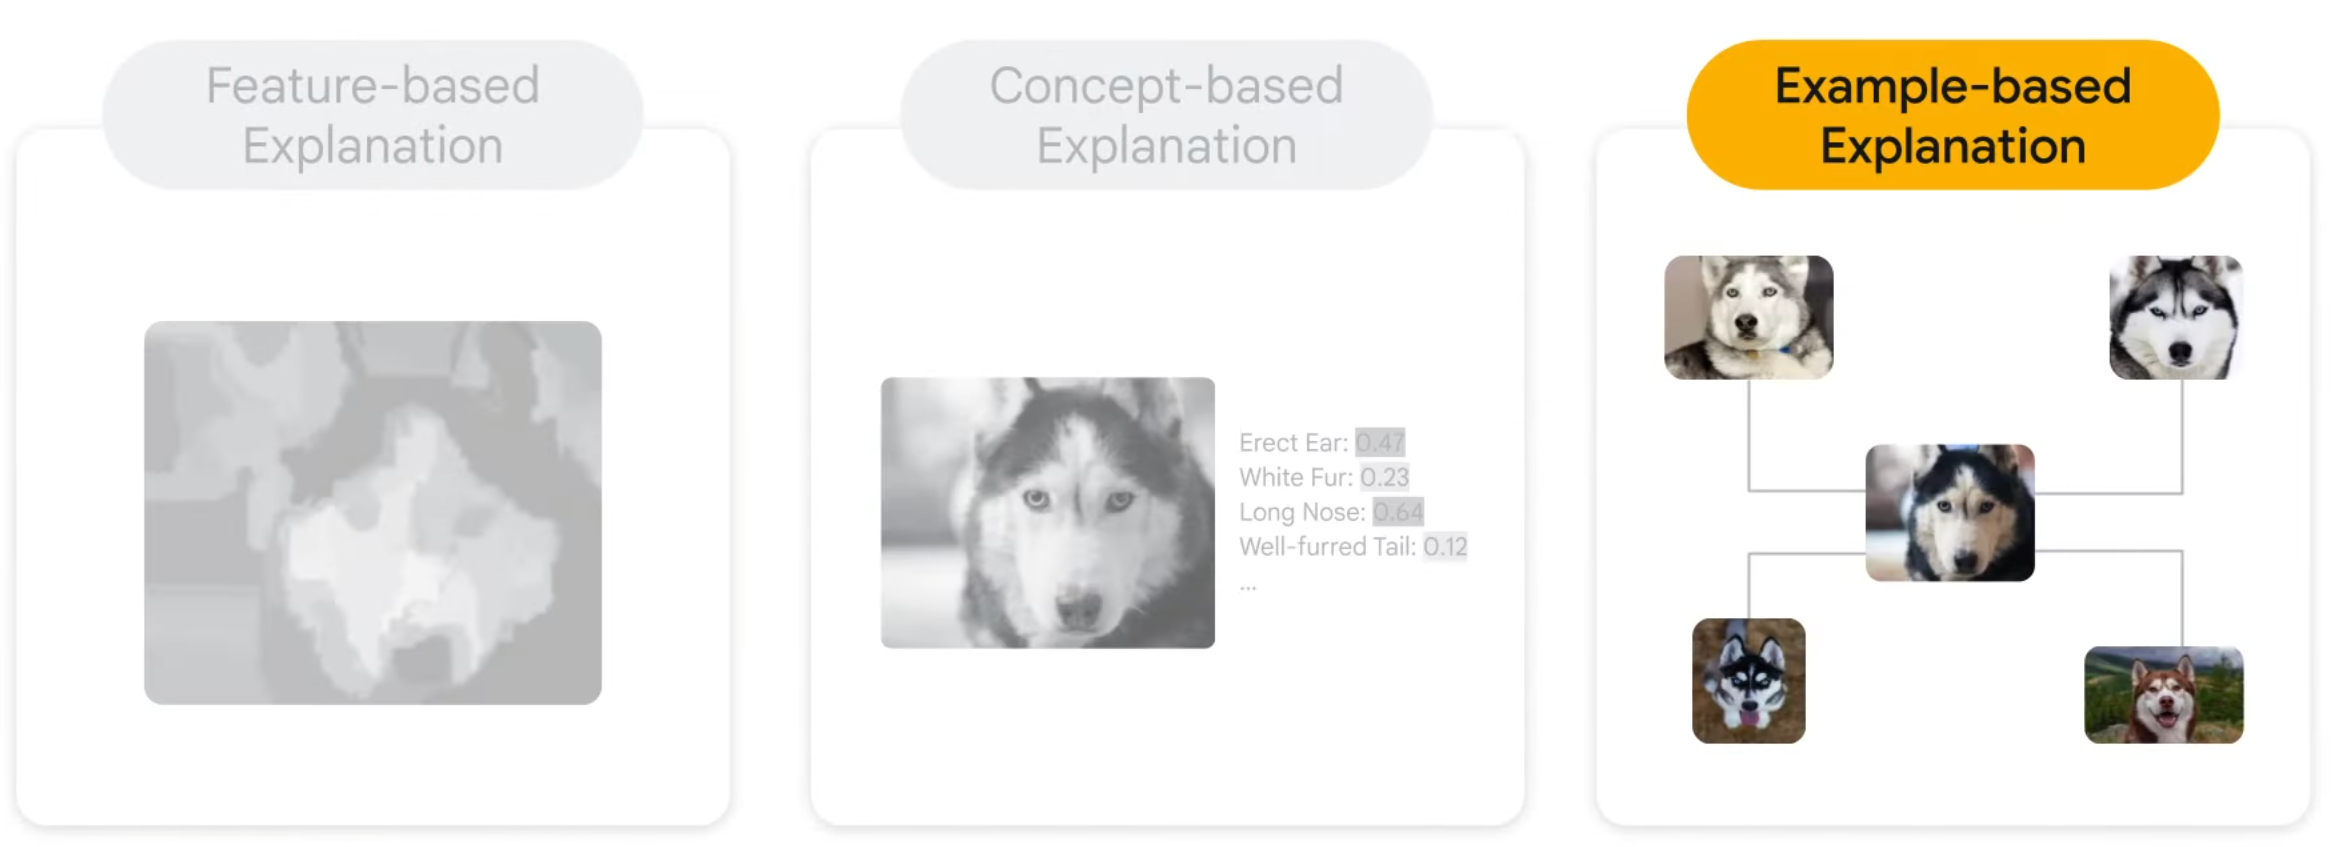 Feature-based
Explanation
Concept-based
Explanation
Erect Ear: 0.47
White Fur: 0.23
Long Nose: 0.64
Well-furred Tail: 0.12
...
Example-based
Explanation